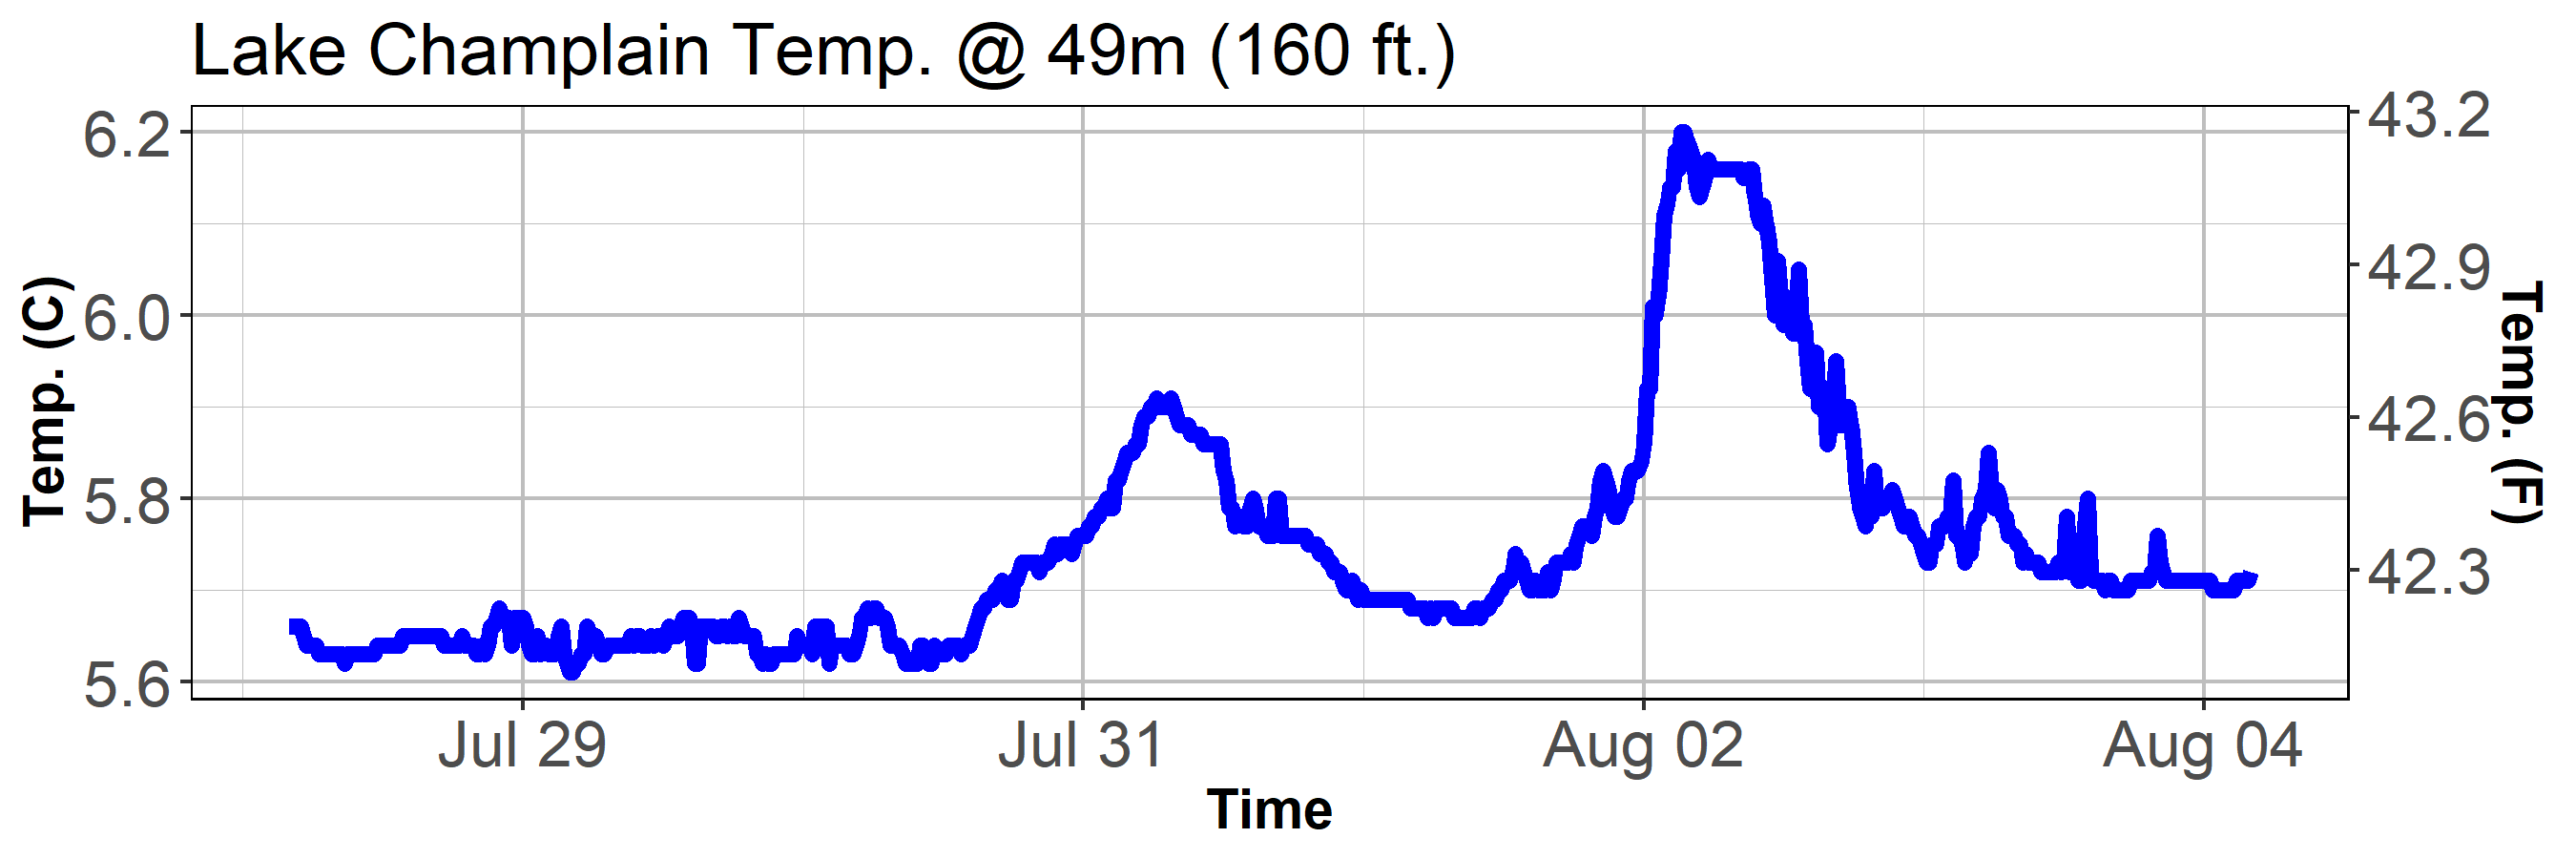 Lake Champlain Temp. @ 49m (160 ft.)
Temp. (C)
6.2
6.0
5.8
5.6
43.2
42.9
42.6
42.3
Temp. (F)
Jul 29 Jul 31 Aug 02 Aug 04
Time